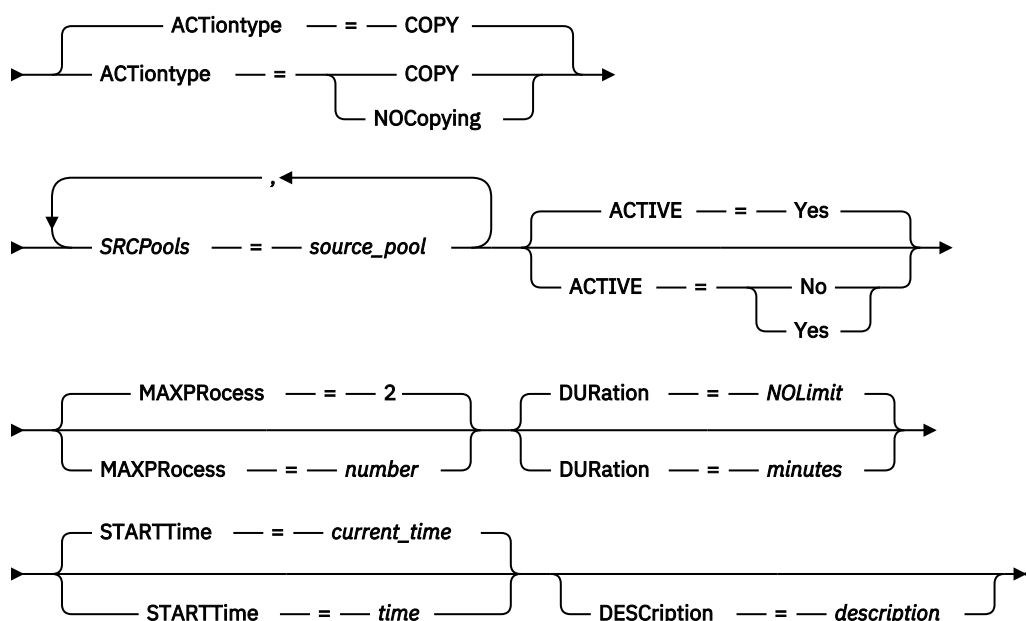 ACTiontype = COPY
ACTiontype = COPY
NOCopying
,
SRCPools = source_pool
ACTIVE = Yes
ACTIVE = No
Yes
MAXPRocess = 2
MAXPRocess = number
DURation = NOLimit
DURation = minutes
STARTTime = current_time
STARTTime = time
DESCription = description